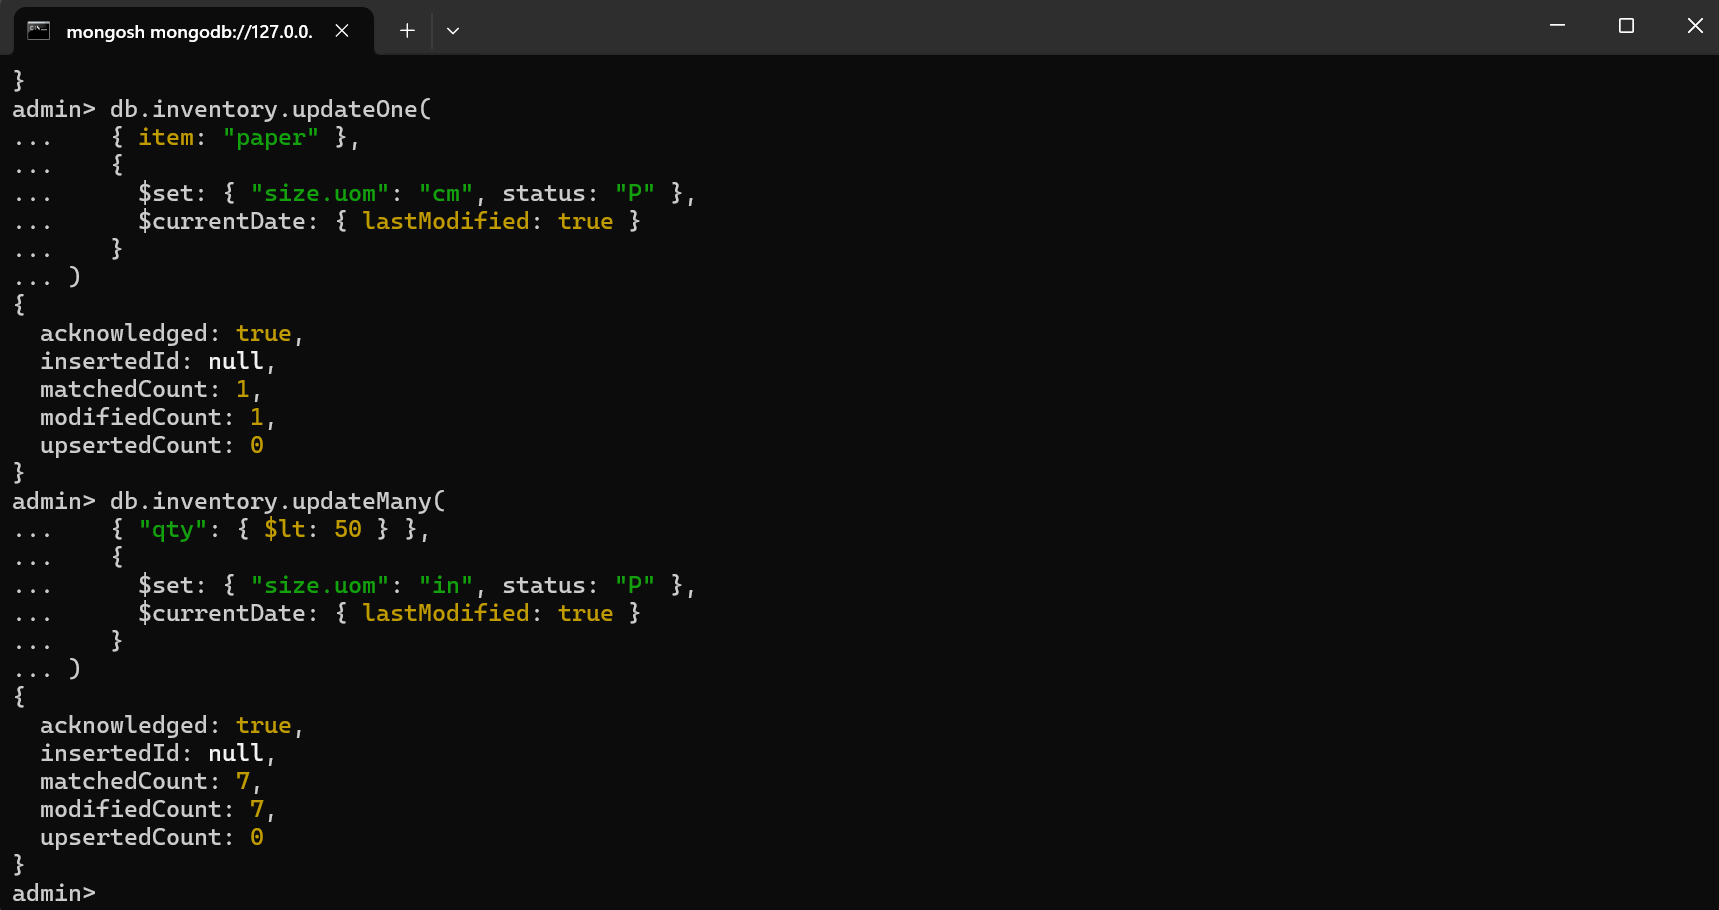 mongosh mongodb://127.0.0.
}
admin> db.inventory.updateOne(
...    { item: "paper" },
...    {
...      $set: { "size.uom": "cm", status: "P" },
...      $currentDate: { lastModified: true }
...    }
... )
{
  acknowledged: true,
  insertedId: null,
  matchedCount: 1,
  modifiedCount: 1,
  upsertedCount: 0
}
admin> db.inventory.updateMany(
...    { "qty": { $lt: 50 } },
...    {
...      $set: { "size.uom": "in", status: "P" },
...      $currentDate: { lastModified: true }
...    }
... )
{
  acknowledged: true,
  insertedId: null,
  matchedCount: 7,
  modifiedCount: 7,
  upsertedCount: 0
}
admin>